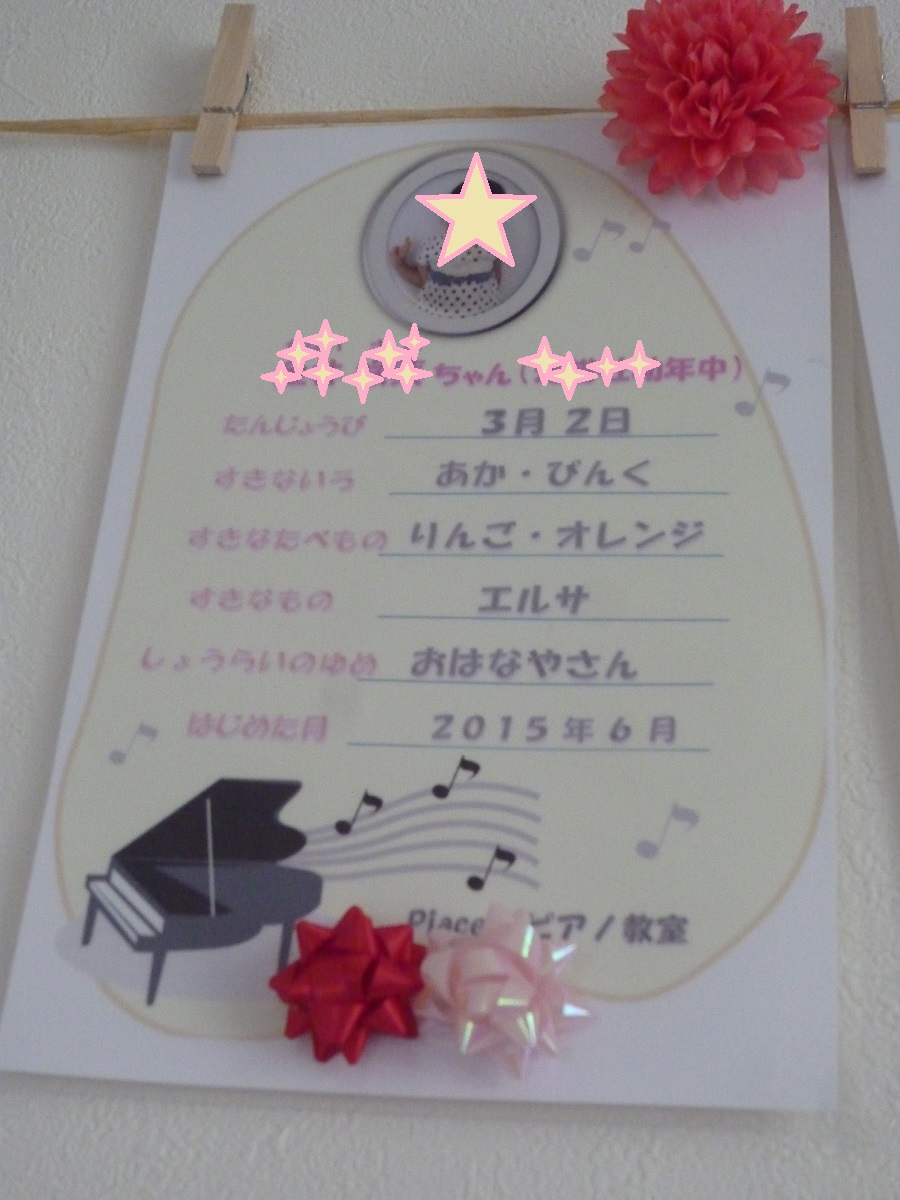 ちゃん（ 年中）
たんじょうび 3月 2日
すきないろ あか・ぴんく
すきなたべもの りんご・オレンジ
すきなもの エルサ
しょうらいのゆめ おはなやさん
はじめた月 2015年6月
Piace ピアノ教室